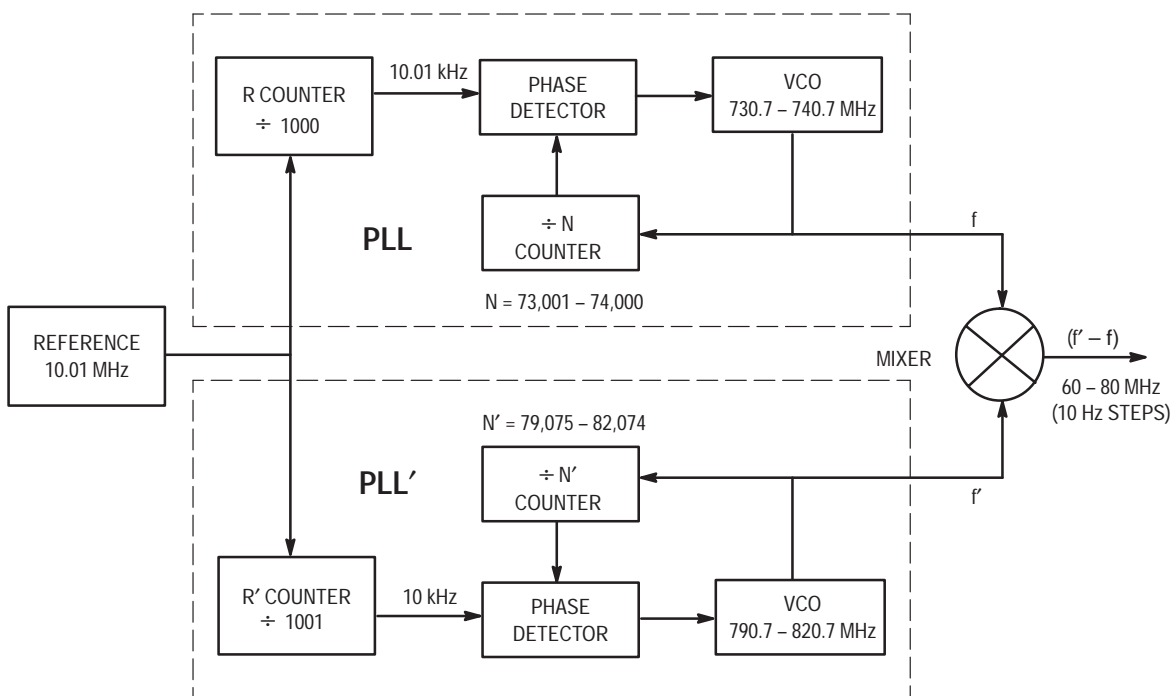 R COUNTER
÷ 1000
10.01 kHz
PHASE
DETECTOR
VCO
730.7 – 740.7 MHz
PLL
÷ N
COUNTER
N = 73,001 – 74,000
f
REFERENCE
10.01 MHz
MIXER
(f′ – f)
60 – 80 MHz
(10 Hz STEPS)
N′ = 79,075 – 82,074
PLL′
÷ N′
COUNTER
f′
R′ COUNTER
÷ 1001
10 kHz
PHASE
DETECTOR
VCO
790.7 – 820.7 MHz